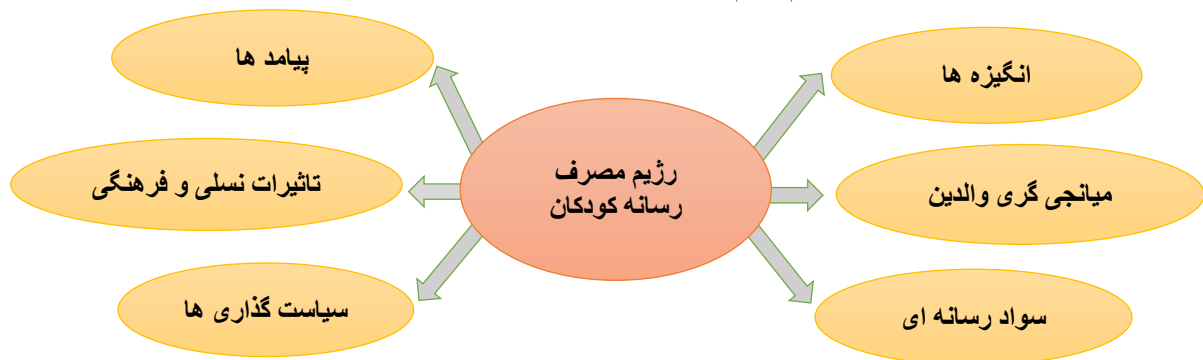 انگیزه ها
پیامد ها
رژیم مصرف
رسانه کودکان
میانجی گری والدین
تاثیرات نسلی و فرهنگی
سواد رسانه ای
سیاست گذاری ها